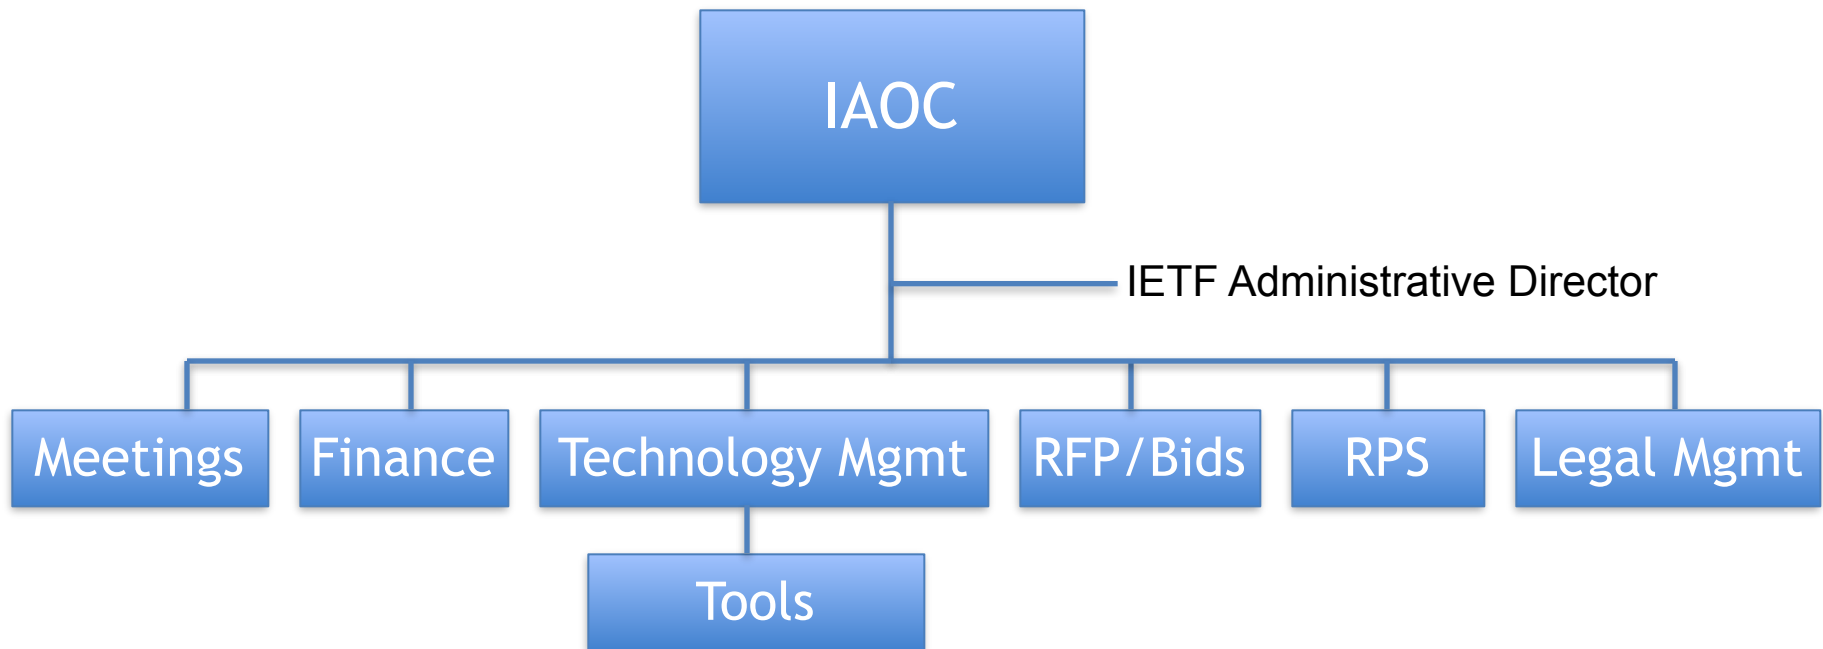 IAOC
IETF Administrative Director
Meetings
Finance
Technology Mgmt
RFP/Bids
RPS
Legal Mgmt
Tools